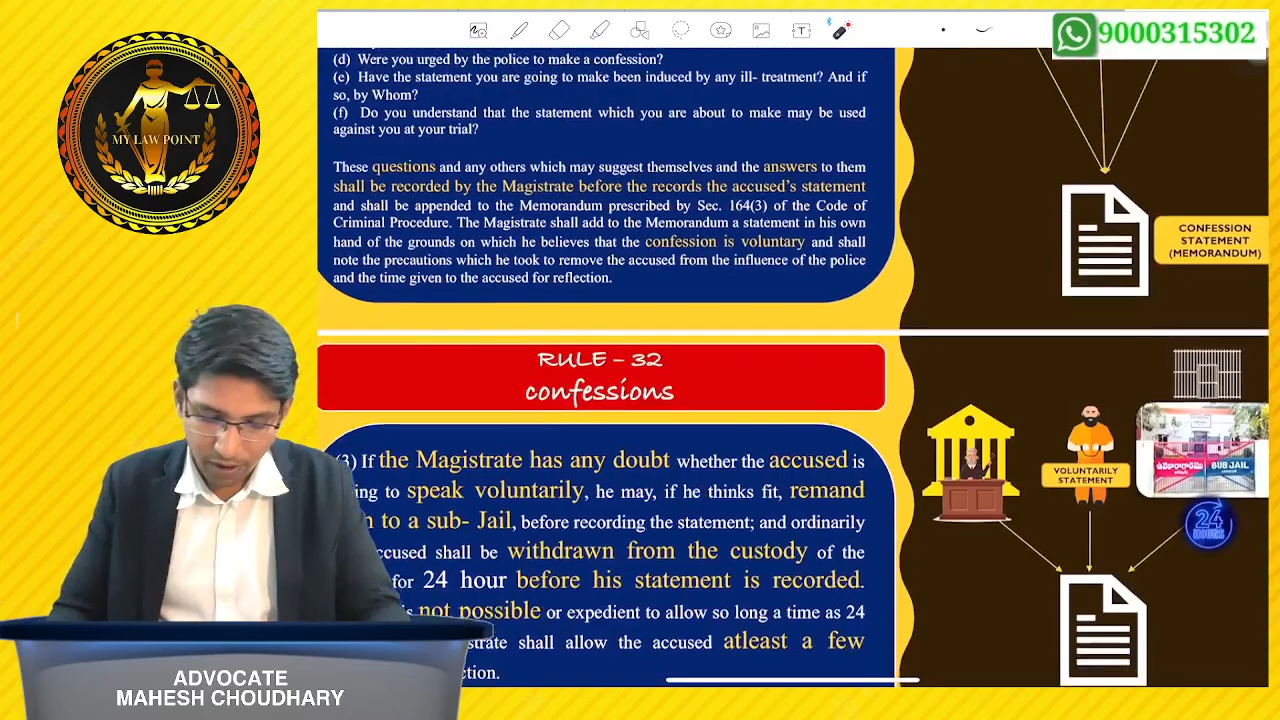 MY LAW POINT
9000315302
T
(d) Were you urged by the police to make a confession?
(e) Have the statement you are going to make been induced by any ill- treatment? And if
so, by Whom?
(f) Do you understand that the statement which you are about to make may be used
against you at your trial?
These questions and any others which may suggest themselves and the answers to them
shall be recorded by the Magistrate before the records the accused's statement
and shall be appended to the Memorandum prescribed by Sec. 164(3) of the Code of
Criminal Procedure. The Magistrate shall add to the Memorandum a statement in his own
hand of the grounds on which he believes that the confession is voluntary and shall
note the precautions which he took to remove the accused from the influence of the police
and the time given to the accused for reflection.
CONFESSION
STATEMENT
(MEMORANDUM)
RULE - 32
confessions
(3) If the Magistrate has any doubt whether the accused is
ing to speak voluntarily, he may, if he thinks fit, remand
to a sub- Jail, before recording the statement; and ordinarily
ccused shall be withdrawn from the custody of the
for 24 hour before his statement is recorded.
is not possible or expedient to allow so long a time as 24
strate shall allow the accused atleast a few
ction.
VOLUNTARILY
STATEMENT
SUB JAIL
24
HOURS
ADVOCATE
MAHESH CHOUDHARY